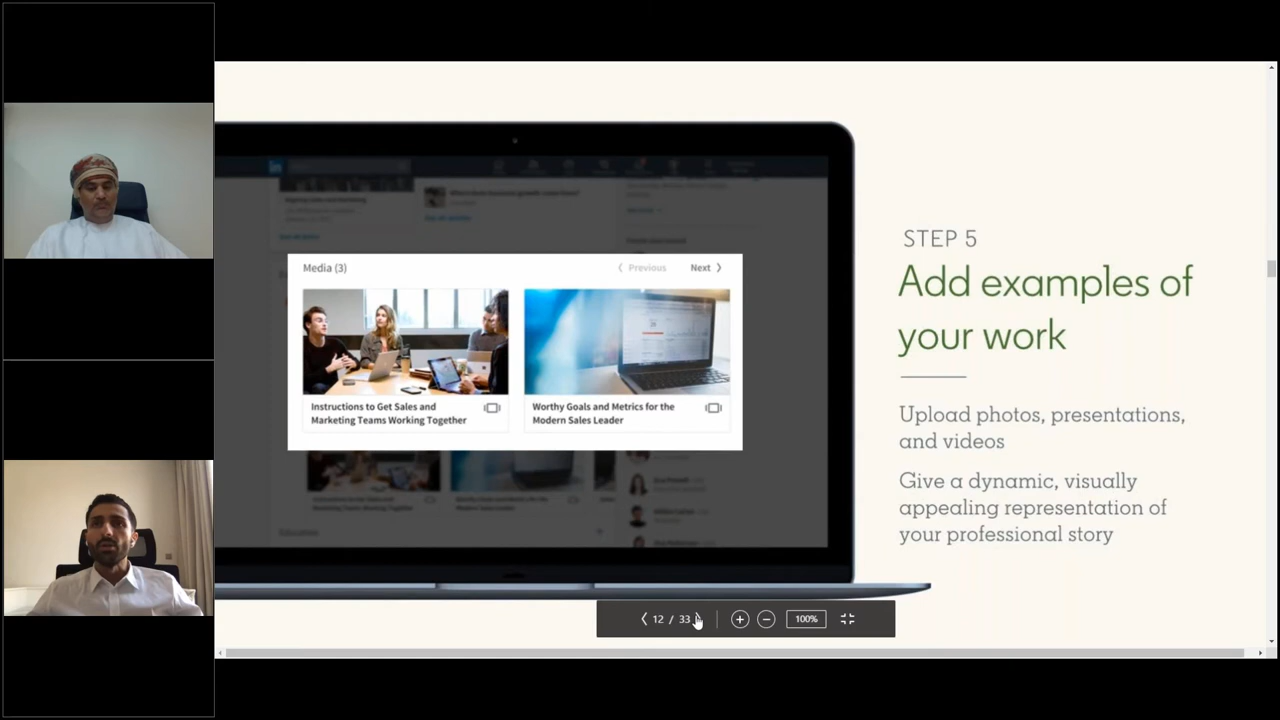 in
Media (3)
Previous
Next
Instructions to Get Sales and
Marketing Teams Working Together
Worthy Goals and Metrics for the
Modern Sales Leader
Education
STEP 5
Add examples of
your work
Upload photos, presentations,
and videos
Give a dynamic, visually
appealing representation of
your professional story
12 / 33
100%